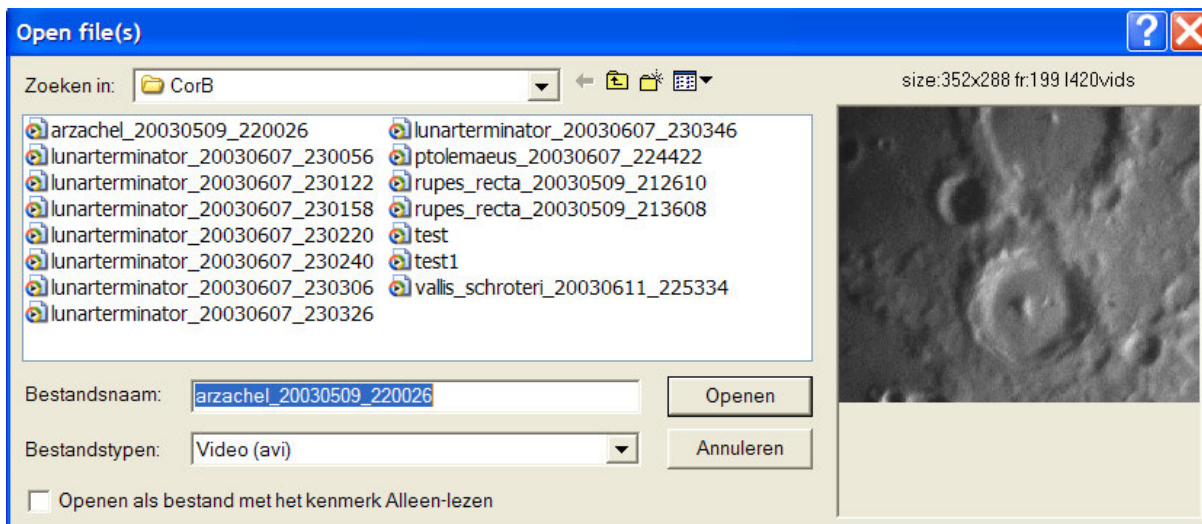 Open file(s)
Zoeken in: CorB
size:352x288 fr:199 I420vids
arzachel_20030509_220026
lunarterminator_20030607_230056
lunarterminator_20030607_230122
lunarterminator_20030607_230158
lunarterminator_20030607_230220
lunarterminator_20030607_230240
lunarterminator_20030607_230306
lunarterminator_20030607_230326
lunarterminator_20030607_230346
ptolemaeus_20030607_224422
rupes_recta_20030509_212610
rupes_recta_20030509_213608
test
test1
vallis_schroteri_20030611_225334
Bestandsnaam: arzachel_20030509_220026 Openen
Bestandstypen: Video (avi) Annuleren
Openen als bestand met het kenmerk Alleen-lezen